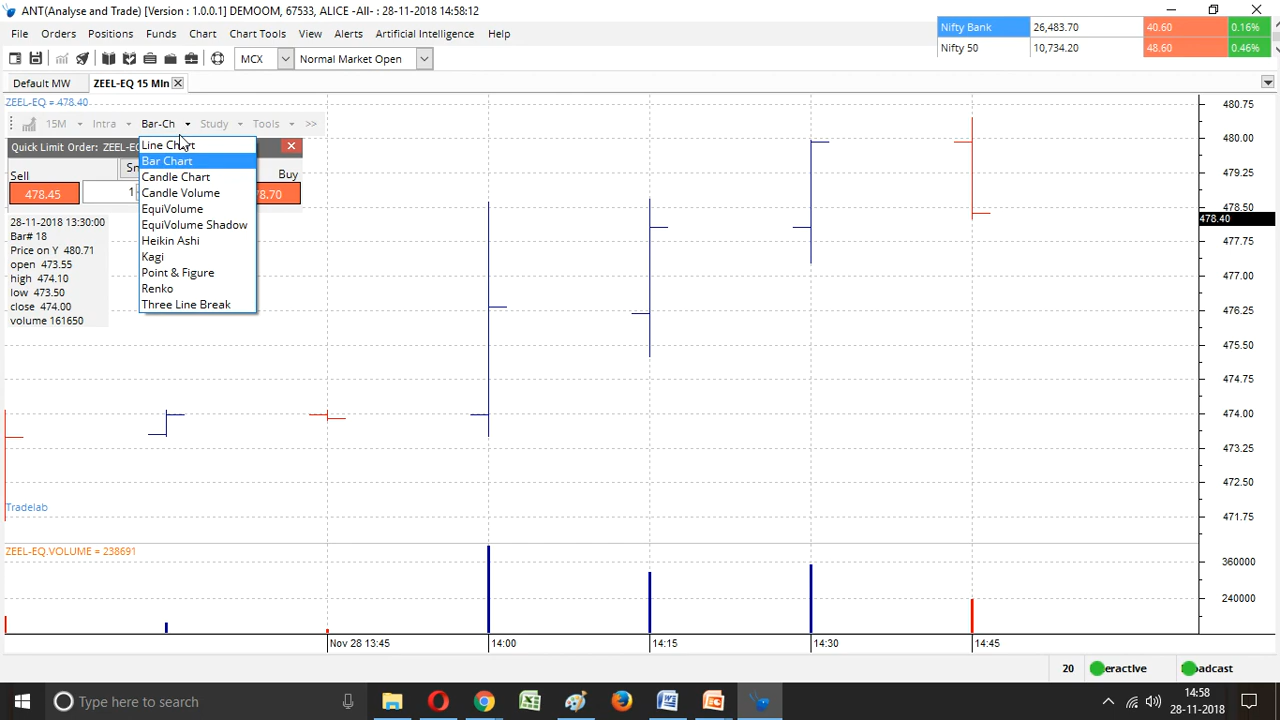 ANT(Analyse and Trade) [Version : 1.0.0.1] DEMOOM, 67533, ALICE -All- : 28-11-2018 14:58:12
File Orders Positions Funds Chart Chart TTV View Alerts Artificial Intelligence Help
Nifty Bank 26,483.70 40.60 0.16%
Nifty 50 10,734.20 48.60 0.46%
MCX Normal Market Open
Default MW ZEEL-EQ 15 MIn
ZEEL-EQ = 478.40
15M Intra Bar-Ch Study Tools >>
Quick Limit Order: ZEEL-EQ
Sell Buy
478.45 1
Line Chart
Bar Chart
Candle Chart
Candle Volume
EquiVolume
EquiVolume Shadow
Heikin Ashi
Kagi
Point & Figure
Renko
Three Line Break
28-11-2018 13:30:00
Bar# 18
Price on Y 480.71
open 473.55
high 474.10
low 473.50
close 474.00
volume 161650
480.75
480.00
479.25
478.50
478.40
477.75
477.00
476.25
475.50
474.75
474.00
473.25
472.50
471.75
Tradelab
ZEEL-EQ.VOLUME = 238691
360000
240000
Nov 28 13:45 14:00 14:15 14:30 14:45
20
Type here to search
14:58
28-11-2018